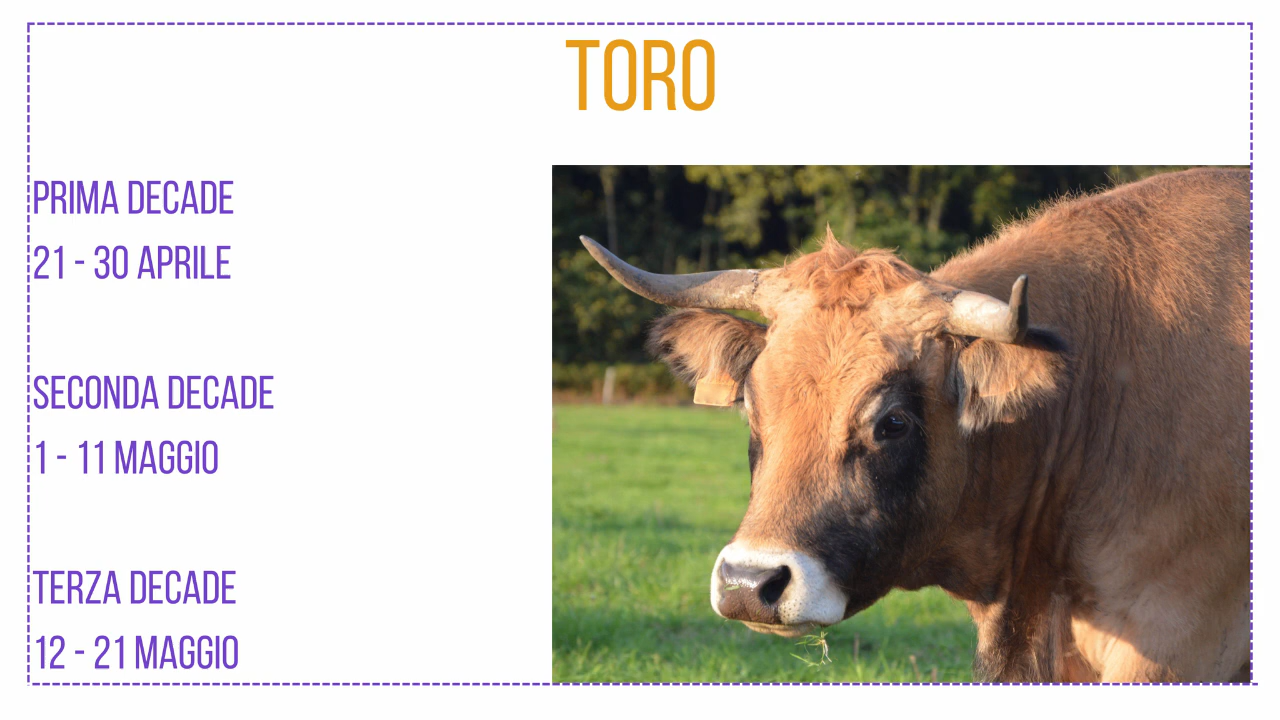 TORO
PRIMA DECADE
21 - 30 APRILE
SECONDA DECADE
1 - 11 MAGGIO
TERZA DECADE
12 - 21 MAGGIO